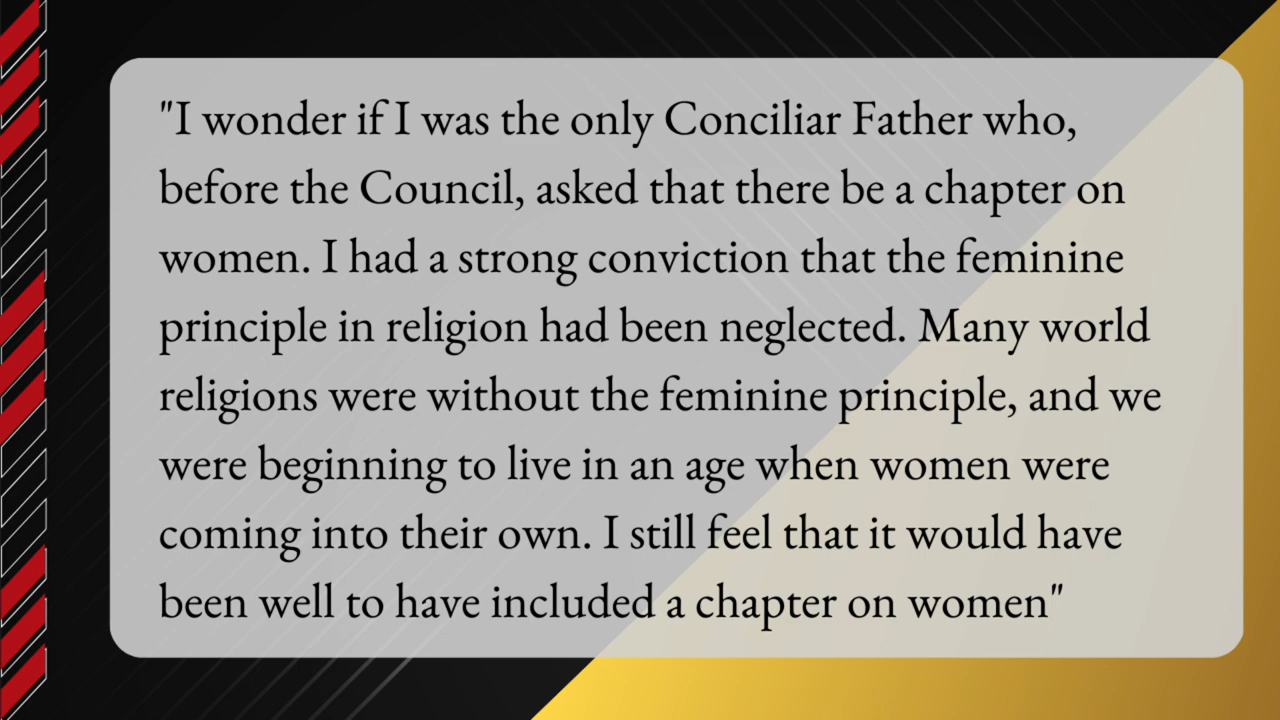 "I wonder if I was the only Conciliar Father who,
before the Council, asked that there be a chapter on
women. I had a strong conviction that the feminine
principle in religion had been neglected. Many world
religions were without the feminine principle, and we
were beginning to live in an age when women were
coming into their own. I still feel that it would have
been well to have included a chapter on women"